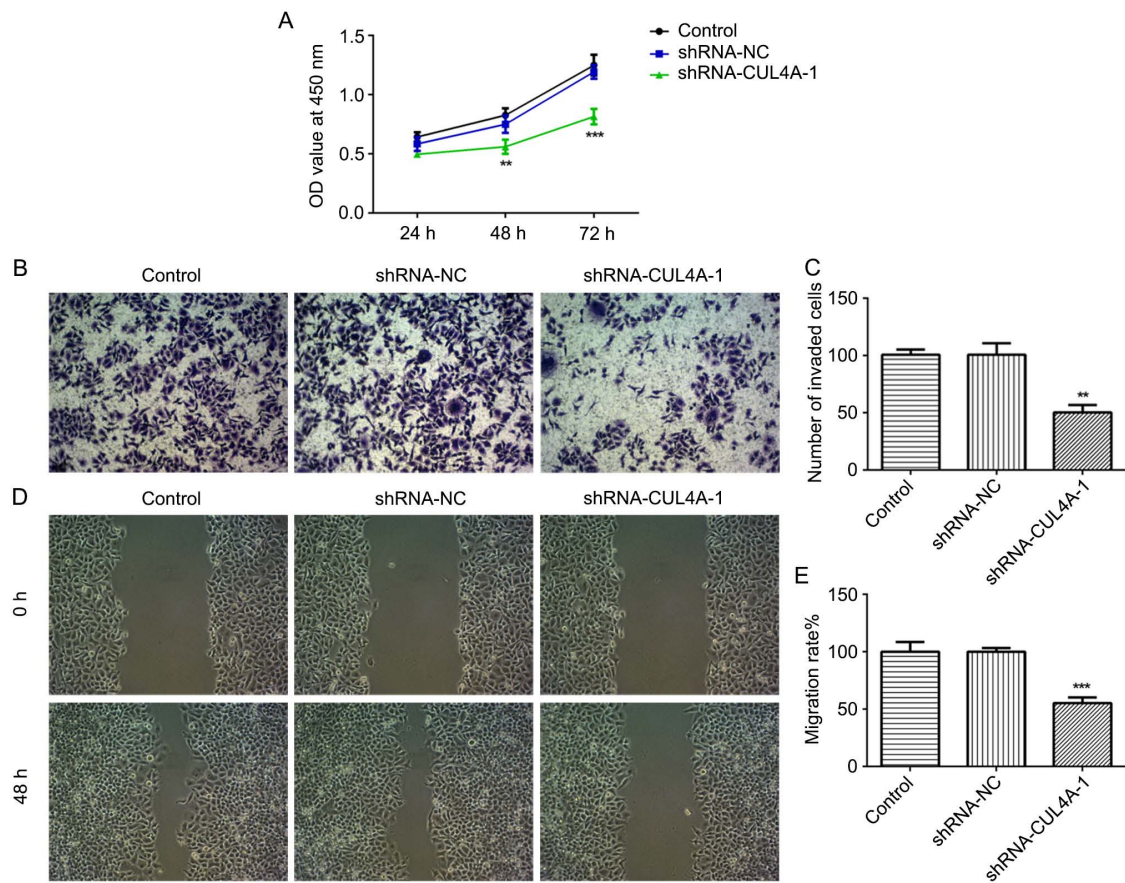 A
OD value at 450 nm
1.5
1.0
0.5
0.0
24 h
48 h
72 h
**
***
Control
shRNA-NC
shRNA-CUL4A-1
B
Control
shRNA-NC
shRNA-CUL4A-1
C
Number of invaded cells
150
100
50
0
**
Control
shRNA-NC
shRNA-CUL4A-1
D
Control
shRNA-NC
shRNA-CUL4A-1
0 h
48 h
E
Migration rate%
150
100
50
0
***
Control
shRNA-NC
shRNA-CUL4A-1